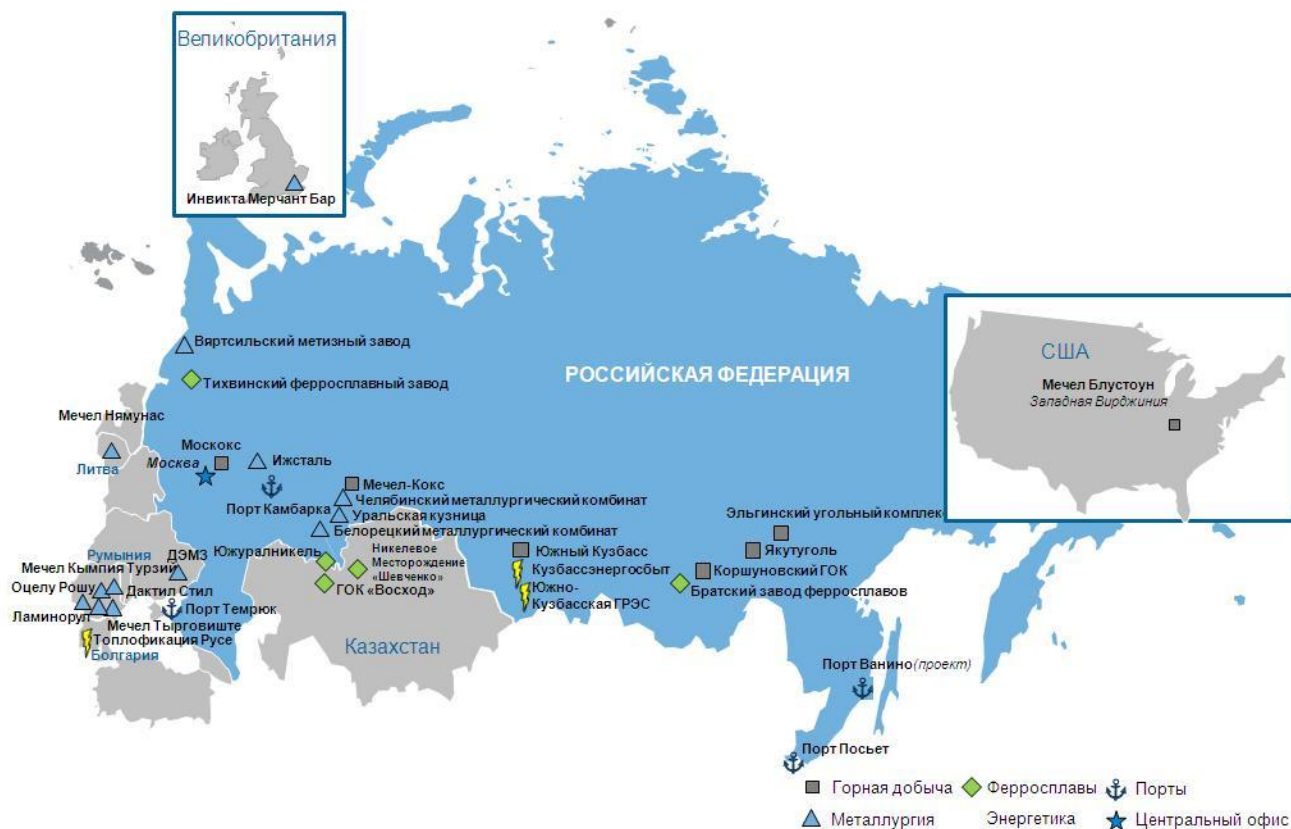 Великобритания
Инвикта Мерчант Бар
Вяртсильский метизный завод
РОССИЙСКАЯ ФЕДЕРАЦИЯ
Тихвинский ферросплавный завод
США
Мечел Блустоун
Западная Вирджиния
Мечел Нямунас
Литва
Москокс
Москва
Ижсталь
Порт Камбарка
Мечел-Кокс
Челябинский металлургический комбинат
Уральская кузница
Белорецкий металлургический комбинат
Эльгинский угольный комплекс
Якутуголь
Коршуновский ГОК
Братский завод ферросплавов
Южный Кузбасс
Кузбассэнергосбыт
Южно-
Кузбасская ГРЭС
Южуралникель
Никелевое
Месторождение
«Шевченко»
ГОК «Восход»
Казахстан
Румыния
ДЭМЗ
Мечел Кымпия Турзий
Оцелу Рошу
Дактил Стил
Ламинорул
Порт Темрюк
Мечел Тырговиште
Топлофикация Русе
Болгария
Порт Ванино (проект)
Порт Посьет
Горная добыча
Ферросплавы
Порты
Металлургия
Энергетика
Центральный офис